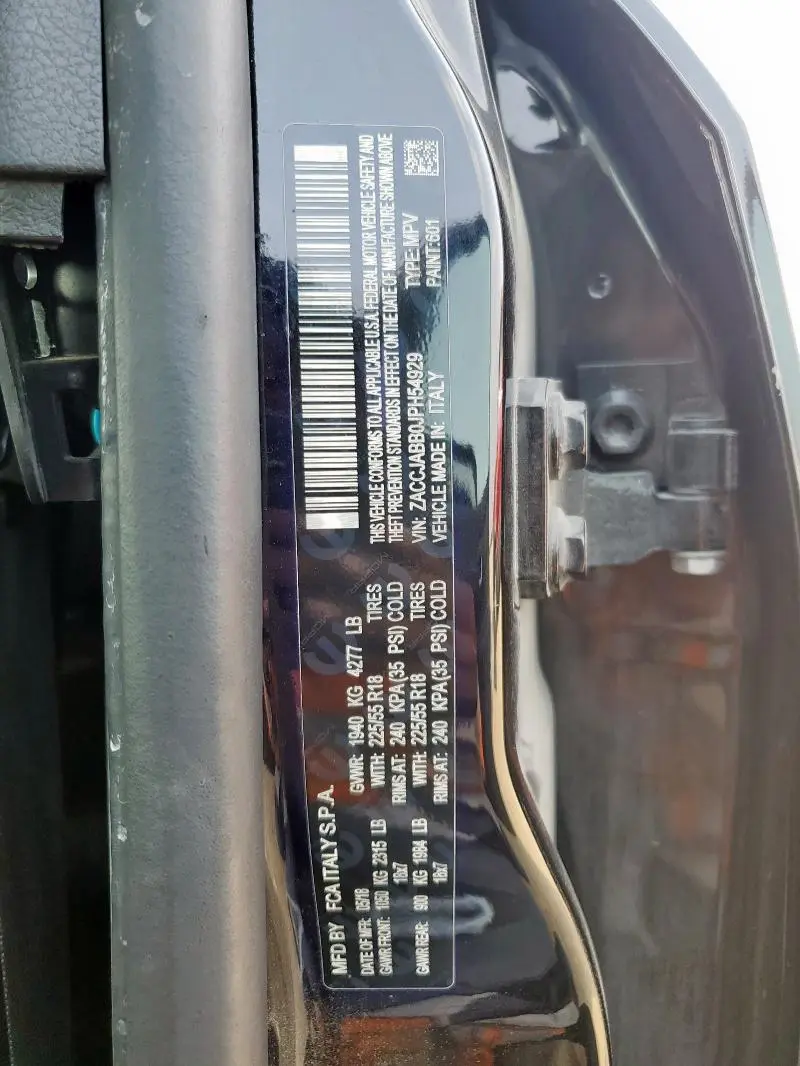 MFD BY FCA ITALY S.P.A.
DATE OF MFR: 05/18 GVWR: 1940 KG 4277 LB
GAWR FRONT: 1050 KG 2315 LB WITH: 225/55 R18 TIRES
18x7 RIMS AT: 240 KPA(35 PSI) COLD
GAWR REAR: 900 KG 1984 LB WITH: 225/55 R18 TIRES
18x7 RIMS AT: 240 KPA(35 PSI) COLD
THIS VEHICLE CONFORMS TO ALL APPLICABLE U.S.A. FEDERAL MOTOR VEHICLE SAFETY AND
THEFT PREVENTION STANDARDS IN EFFECT ON THE DATE OF MANUFACTURE SHOWN ABOVE
VIN: ZACCJABB0JPH54929 TYPE: MPV
VEHICLE MADE IN: ITALY PAINT: 601